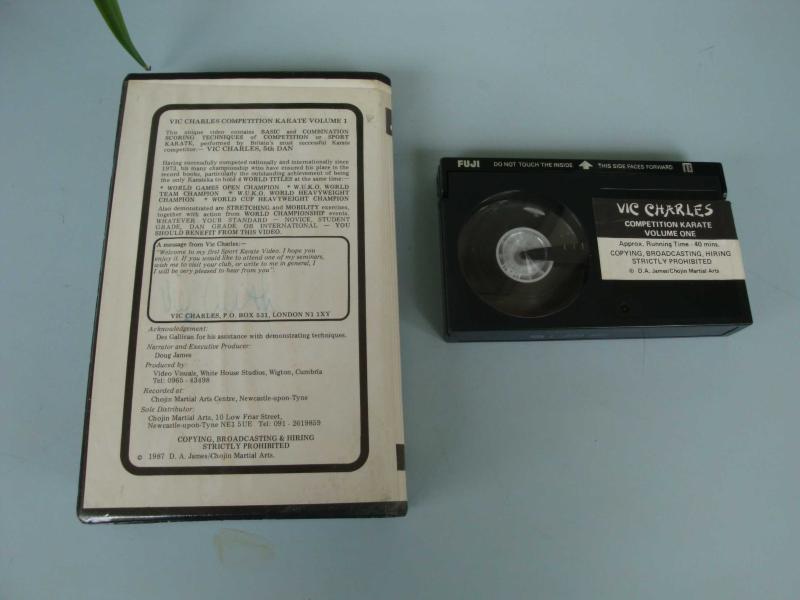 VIC CHARLES COMPETITION KARATE VOLUME 1
This unique video contains BASIC and COMBINATION
SCORING TECHNIQUES of COMPETITION or SPORT
KARATE, performed by Britain's most successful Karate
competitor:— VIC CHARLES, 5th DAN
Having successfully competed nationally and internationally since
1973, his many championship wins have ensured his place in the
record books, particularly the outstanding achievement of being
the only Karateka to hold 4 WORLD TITLES at the same time:—
* WORLD GAMES OPEN CHAMPION * W.U.K.O. WORLD
TEAM CHAMPION * W.U.K.O. WORLD HEAVYWEIGHT
CHAMPION * WORLD CUP HEAVYWEIGHT CHAMPION
Also demonstrated are STRETCHING and MOBILITY exercises,
together with action from WORLD CHAMPIONSHIP events.
WHATEVER YOUR STANDARD — NOVICE, STUDENT
GRADE, DAN GRADE, OR INTERNATIONAL — YOU
SHOULD BENEFIT FROM THIS VIDEO.
A message from Vic Charles:—
"Welcome to my first Sport Karate Video. I hope you
enjoy it. If you would like to attend one of my seminars,
wish me to visit your club, or write to me in general, I
I will be very pleased to hear from you".
VIC CHARLES, P.O. BOX 531, LONDON N1 1XY
Acknowledgement:
Des Gallivan for his assistance with demonstrating techniques.
Narrator and Executive Producer:
Doug James
Produced by:
Video Visuals, White House Studios, Wigton, Cumbria
Tel: 0965 - 43498
Recorded at:
Chojin Martial Arts Centre, Newcastle-upon-Tyne
Sole Distributor:
Chojin Martial Arts, 10 Low Friar Street,
Newcastle-upon-Tyne NE1 5UE Tel: 091 - 2619859
COPYING, BROADCASTING & HIRING
STRICTLY PROHIBITED
© 1987 D. A. James/Chojin Martial Arts.
FUJI DO NOT TOUCH THE INSIDE THIS SIDE FACES FORWARD
VIC CHARLES
COMPETITION KARATE
VOLUME ONE
Approx. Running Time - 40 mins.
COPYING, BROADCASTING, HIRING
STRICTLY PROHIBITED
© D. A. James/Chojin Martial Arts